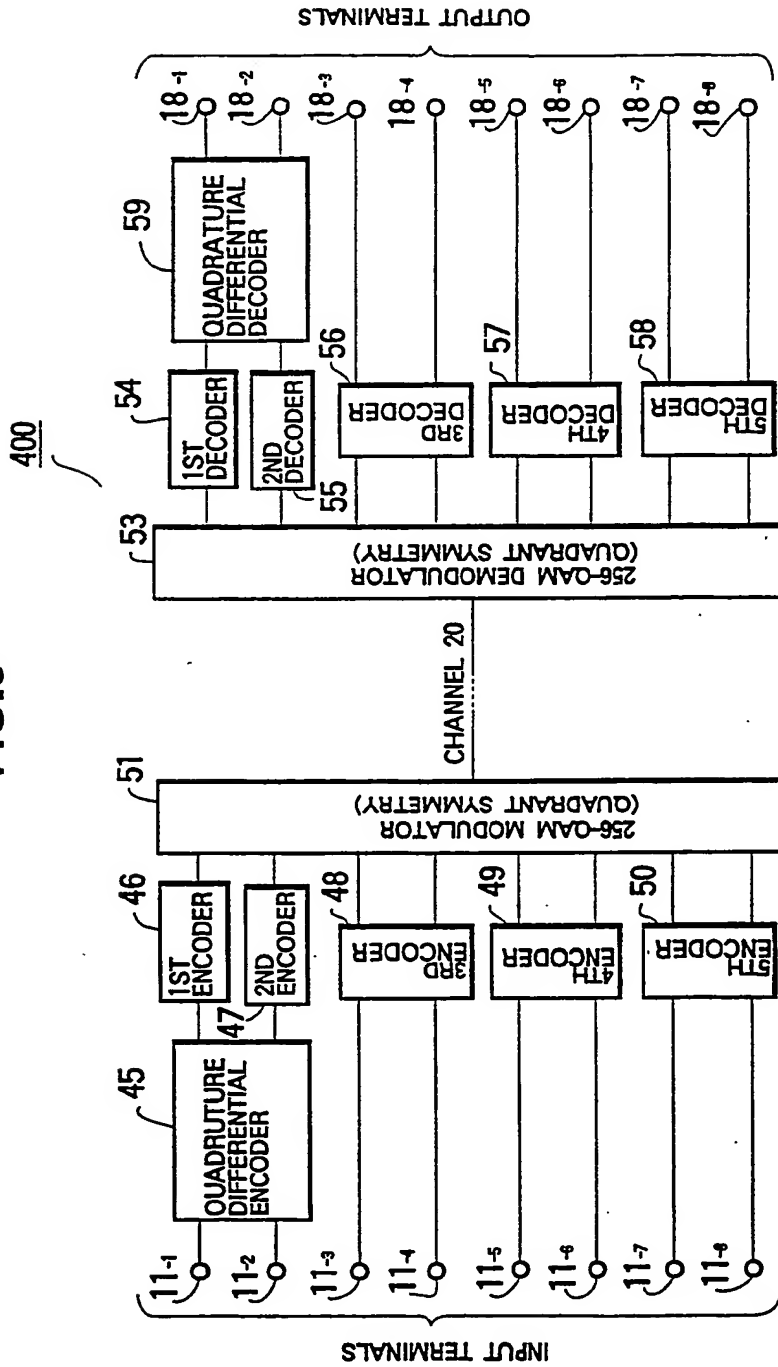 400
INPUT TERMINALS
11-1
11-2
11-3
11-4
11-5
11-6
11-7
11-8
45
QUADRUTURE
DIFFERENTIAL
ENCODER
46
1ST
ENCODER
47
2ND
ENCODER
48
3RD
ENCODER
49
4TH
ENCODER
50
5TH
ENCODER
51
256-QAM MODULATOR
(QUADRANT SYMMETRY)
CHANNEL 20
53
256-QAM DEMODULATOR
(QUADRANT SYMMETRY)
54
1ST
DECODER
55
2ND
DECODER
56
3RD
DECODER
57
4TH
DECODER
58
5TH
DECODER
59
QUADRATURE
DIFFERENTIAL
DECODER
18-1
18-2
18-3
18-4
18-5
18-6
18-7
18-8
OUTPUT TERMINALS